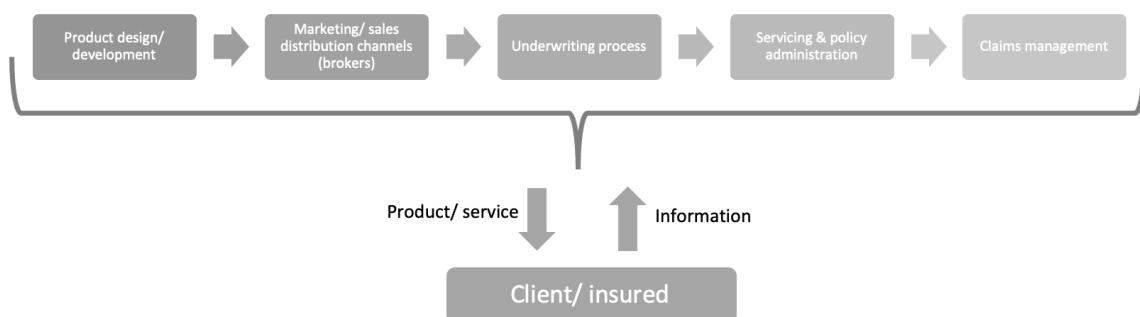 Product design/
development
Marketing/ sales
distribution channels
(brokers)
Underwriting process
Servicing & policy
administration
Claims management
Product/ service
Information
Client/ insured